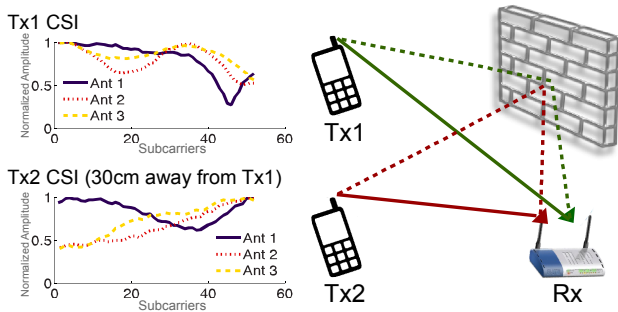 Tx1 CSI
Normalized Amplitude
1
0.5
0
Ant 1
Ant 2
Ant 3
0 20 40 60
Subcarriers
Tx2 CSI (30cm away from Tx1)
Normalized Amplitude
1
0.5
0
Ant 1
Ant 2
Ant 3
0 20 40 60
Subcarriers
Tx1
Tx2
Rx